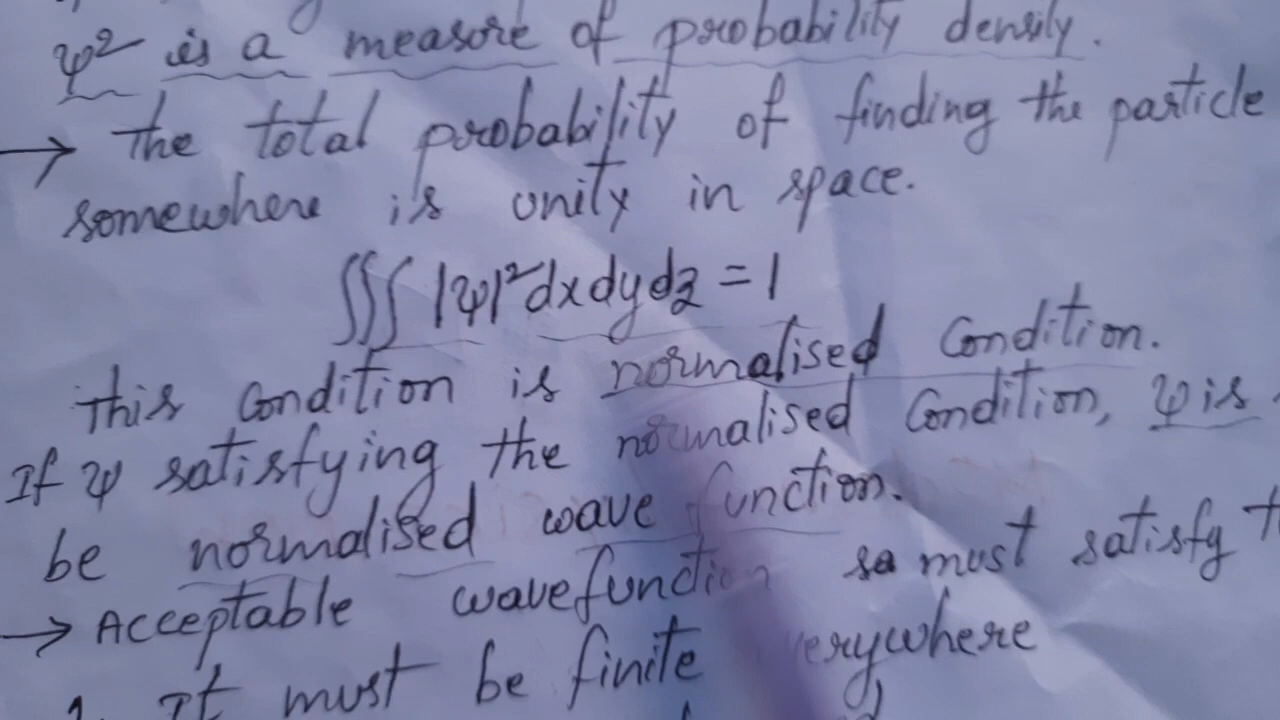 ψ² is a measure of probability density.
→ the total probability of finding the particle
somewhere is unity in space.
∭ |ψ|² dx dy dz = 1
this condition is normalised condition.
If ψ satisfying the normalised condition, ψ is
be normalised wave function.
→ Acceptable wavefunction must satisfy
1. It must be finite